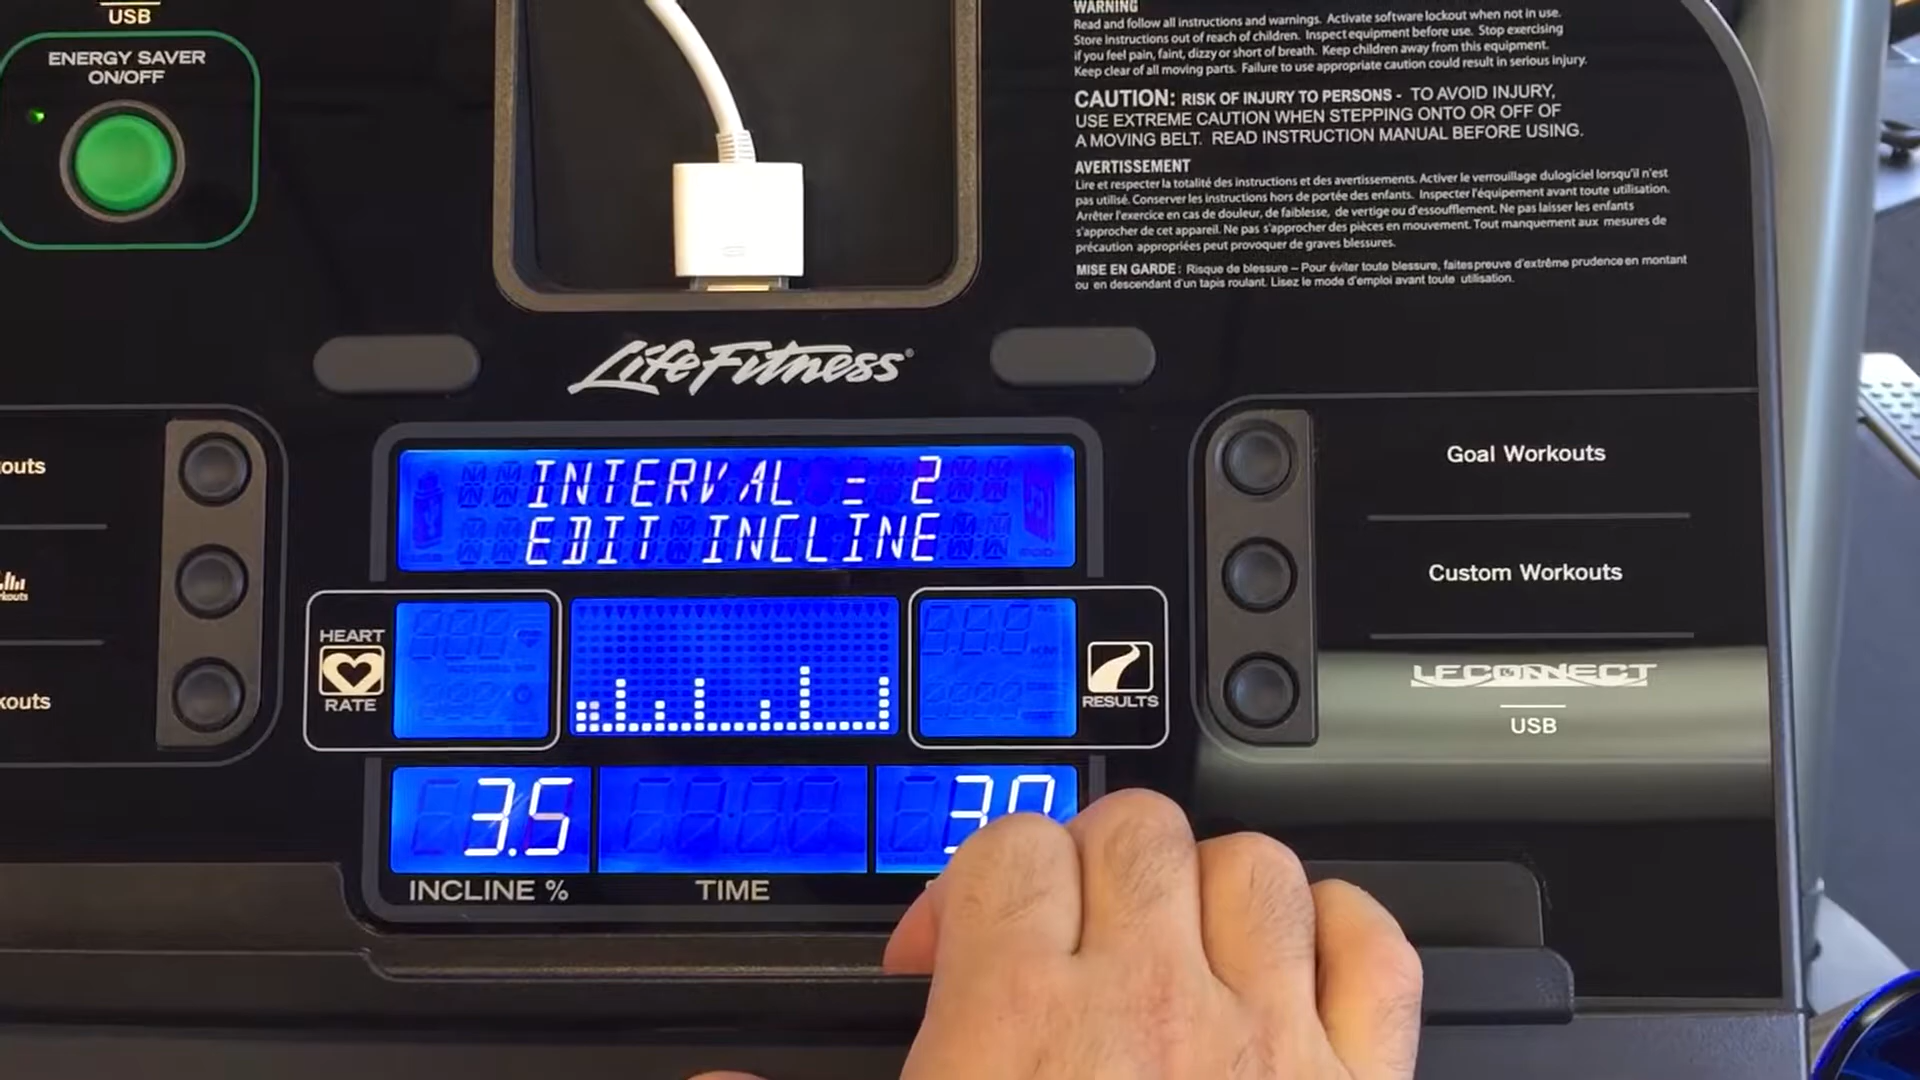 USB
ENERGY SAVER
ON/OFF
WARNING
Read and follow all instructions and warnings. Activate software lockout when not in use.
Store instructions out of reach of children. Inspect equipment before use. Stop exercising
if you feel pain, faint, dizzy or short of breath. Keep children away from this equipment.
Keep clear of all moving parts. Failure to use appropriate caution could result in serious injury.
CAUTION: RISK OF INJURY TO PERSONS - TO AVOID INJURY,
USE EXTREME CAUTION WHEN STEPPING ONTO OR OFF OF
A MOVING BELT. READ INSTRUCTION MANUAL BEFORE USING.
AVERTISSEMENT
Lire et respecter la totalité des instructions et des avertissements. Activer le verrouillage dulogiciel lorsqu'il n'est
pas utilisé. Conserver les instructions hors de portée des enfants. Inspecter l'équipement avant toute utilisation.
Arrêter l'exercice en cas de douleur, de faiblesse, de vertige ou d'essoufflement. Ne pas laisser les enfants
s'approcher de cet appareil. Ne pas s'approcher des pièces en mouvement. Tout manquement aux mesures de
précaution appropriées peut provoquer de graves blessures.
MISE EN GARDE : Risque de blessure – Pour éviter toute blessure, faites preuve d'extrême prudence en montant
ou en descendant d'un tapis roulant. Lisez le mode d'emploi avant toute utilisation.
LifeFitness®
INTERVAL = 2
EDIT INCLINE
HEART
RATE
RESULTS
3.5
3.0
INCLINE %
TIME
Goal Workouts
Custom Workouts
LFCONNECT
USB